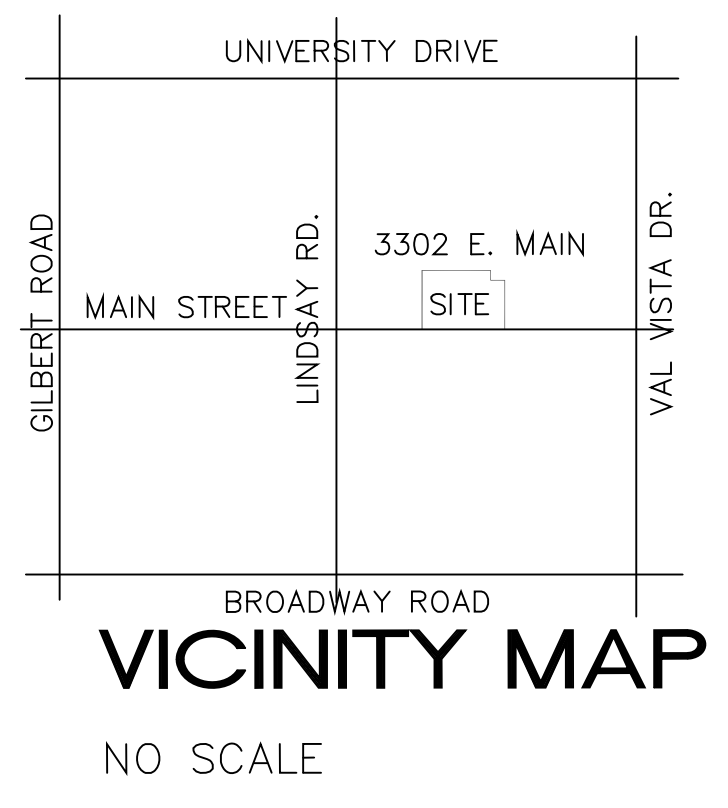 UNIVERSITY DRIVE
GILBERT ROAD
LINDSAY RD.
VAL VISTA DR.
3302 E. MAIN
MAIN STREET
SITE
BROADWAY ROAD
VICINITY MAP
NO SCALE